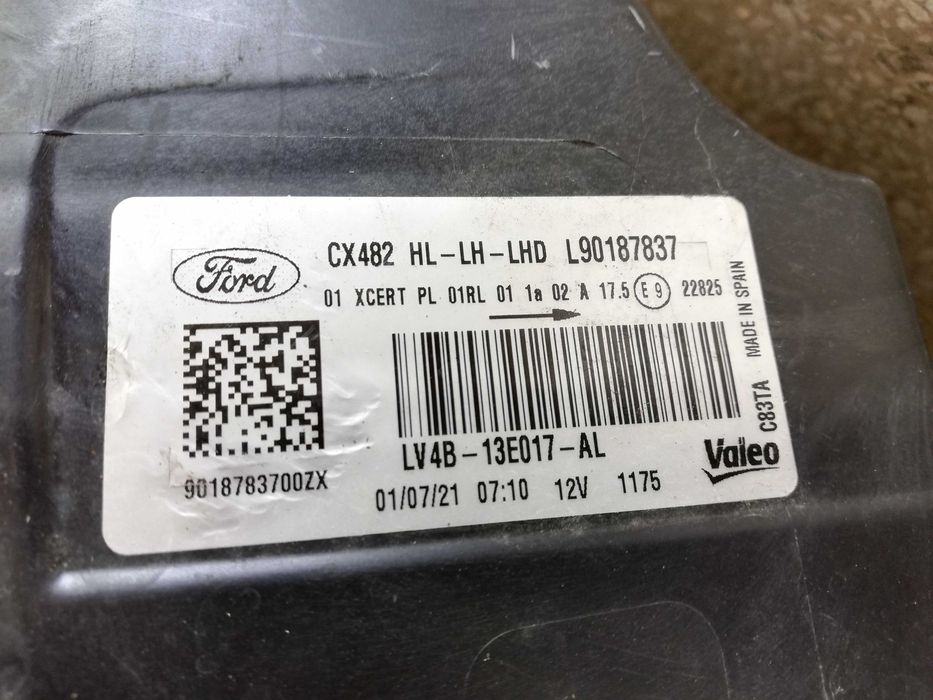 Ford
CX482 HL-LH-LHD L90187837
01 XCERT PL 01RL 01 1a 02 A 17.5 E 9 22825
MADE IN SPAIN
C83TA
LV4B-13E017-AL
Valeo
9018783700ZX
01/07/21 07:10 12V 1175